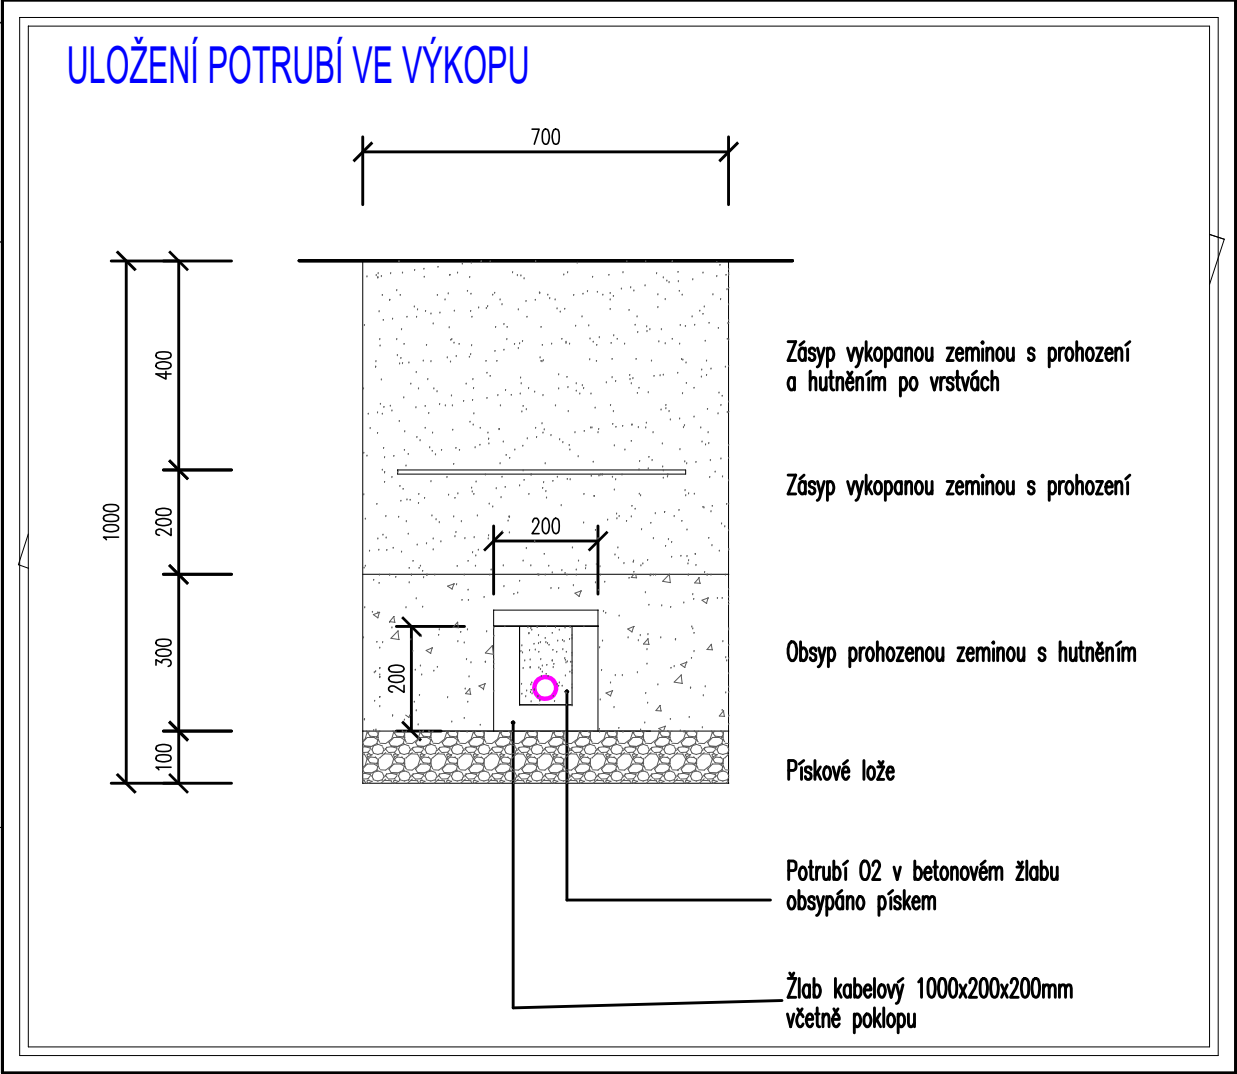 ULOŽENÍ POTRUBÍ VE VÝKOPU
700
400
Zásyp vykopanou zeminou s prohození
a hutněním po vrstvách
Zásyp vykopanou zeminou s prohození
1000
200
200
300
200
Obsyp prohozenou zeminou s hutněním
100
Pískové lože
Potrubí O2 v betonovém žlabu
obsypáno pískem
Žlab kabelový 1000x200x200mm
včetně poklopu